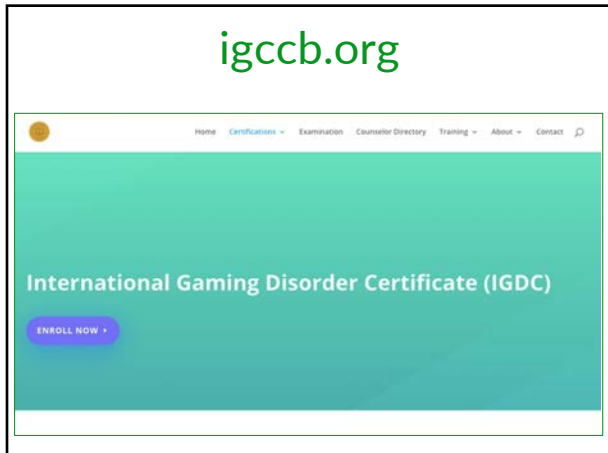 igccb.org
Home Certifications Examination Counselor Directory Training About Contact
International Gaming Disorder Certificate (IGDC)
ENROLL NOW